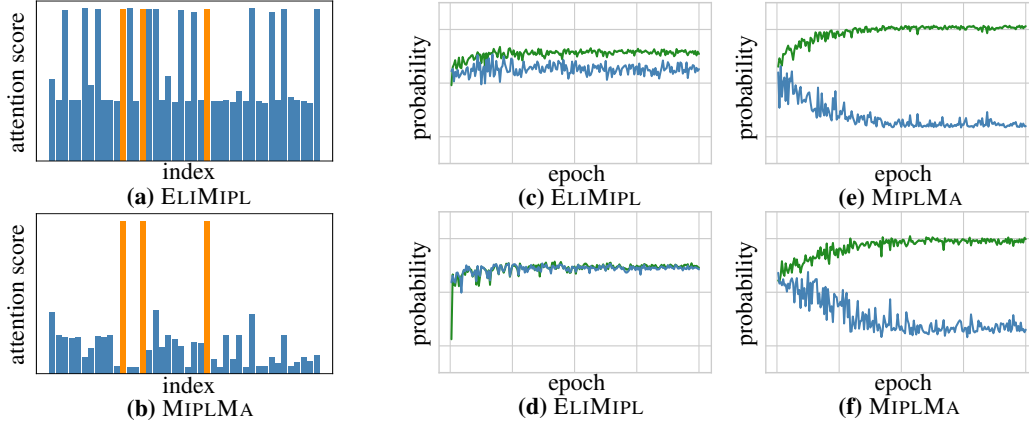 attention score
index
(a) ELIMIPL
attention score
index
(b) MIPLMA
probability
epoch
(c) ELIMIPL
probability
epoch
(d) ELIMIPL
probability
epoch
(e) MIPLMA
probability
epoch
(f) MIPLMA